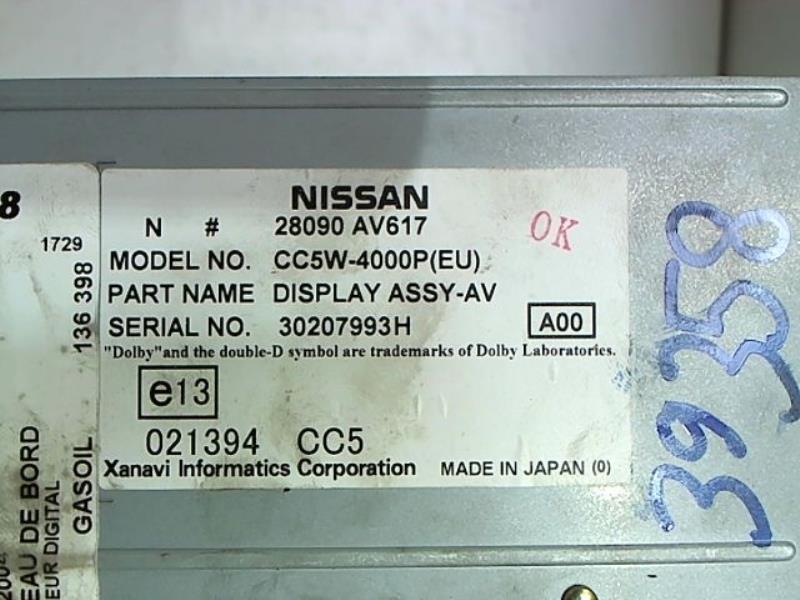 NISSAN
N # 28090 AV617
MODEL NO. CC5W-4000P(EU)
PART NAME DISPLAY ASSY-AV
SERIAL NO. 30207993H A00
"Dolby"and the double-D symbol are trademarks of Dolby Laboratories.
e13
021394 CC5
Xanavi Informatics Corporation MADE IN JAPAN (0)
OK
39358
8
1729
136 398
GASOIL
EAU DE BORD
EUR DIGITAL
2004